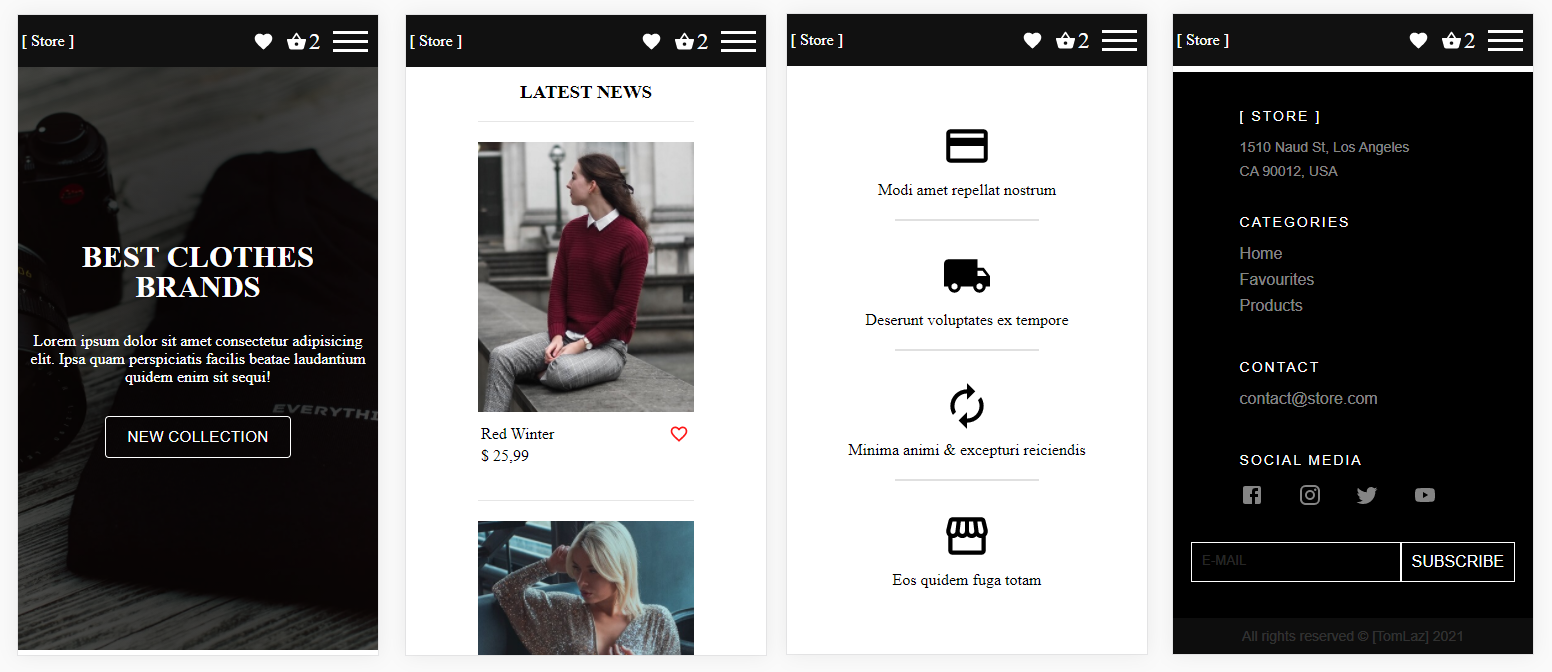 [ Store ]
2
BEST CLOTHES
BRANDS
Lorem ipsum dolor sit amet consectetur adipisicing
elit. Ipsa quam perspiciatis facilis beatae laudantium
quidem enim sit sequi!
EVERYTHI
NEW COLLECTION
[ Store ]
2
LATEST NEWS
Red Winter
$ 25,99
[ Store ]
2
Modi amet repellat nostrum
Deserunt voluptates ex tempore
Minima animi & excepturi reiciendis
Eos quidem fuga totam
[ Store ]
2
[ STORE ]
1510 Naud St, Los Angeles
CA 90012, USA
CATEGORIES
Home
Favourites
Products
CONTACT
contact@store.com
SOCIAL MEDIA
E-MAIL
SUBSCRIBE
All rights reserved © [TomLaz] 2021